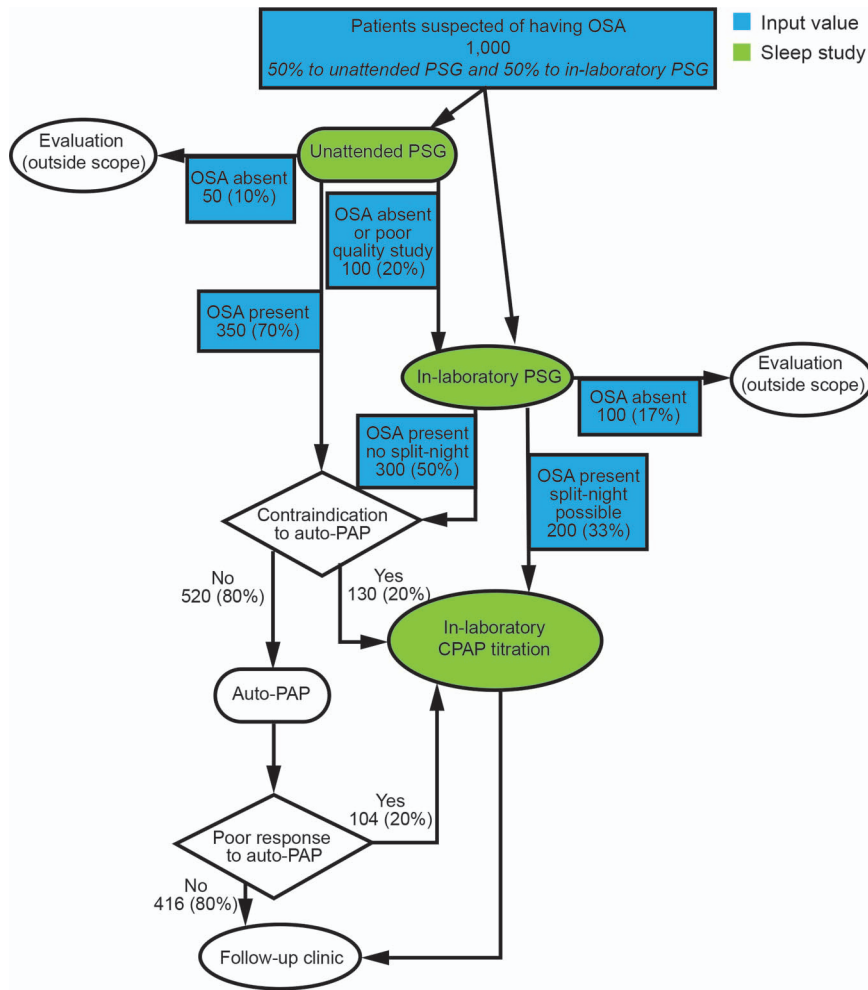 Patients suspected of having OSA
1,000
50% to unattended PSG and 50% to in-laboratory PSG
Input value
Sleep study
Evaluation
(outside scope)
Unattended PSG
OSA absent
50 (10%)
OSA absent
or poor
quality study
100 (20%)
OSA present
350 (70%)
In-laboratory PSG
Evaluation
(outside scope)
OSA absent
100 (17%)
OSA present
no split-night
300 (50%)
OSA present
split-night
possible
200 (33%)
Contraindication
to auto-PAP
No
520 (80%)
Yes
130 (20%)
In-laboratory
CPAP titration
Auto-PAP
Yes
104 (20%)
Poor response
to auto-PAP
No
416 (80%)
Follow-up clinic